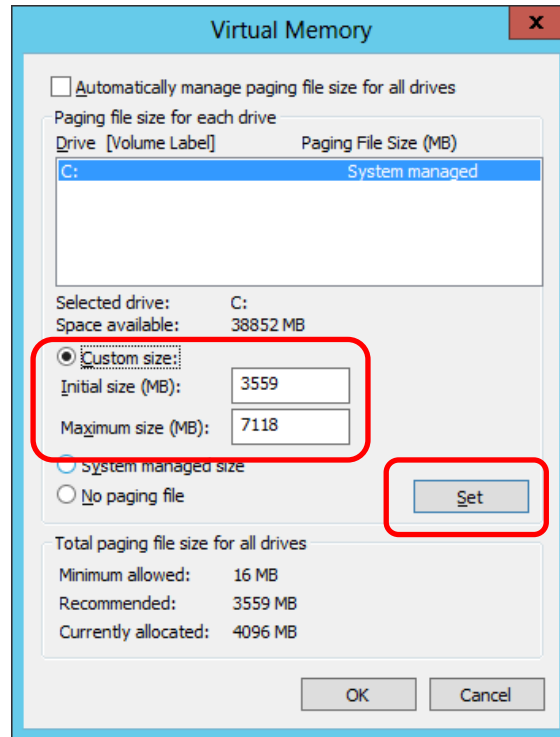 Virtual Memory
x
Automatically manage paging file size for all drives
Paging file size for each drive
Drive [Volume Label] Paging File Size (MB)
C: System managed
Selected drive: C:
Space available: 38852 MB
Custom size:
Initial size (MB): 3559
Maximum size (MB): 7118
System managed size
No paging file
Set
Total paging file size for all drives
Minimum allowed: 16 MB
Recommended: 3559 MB
Currently allocated: 4096 MB
OK Cancel